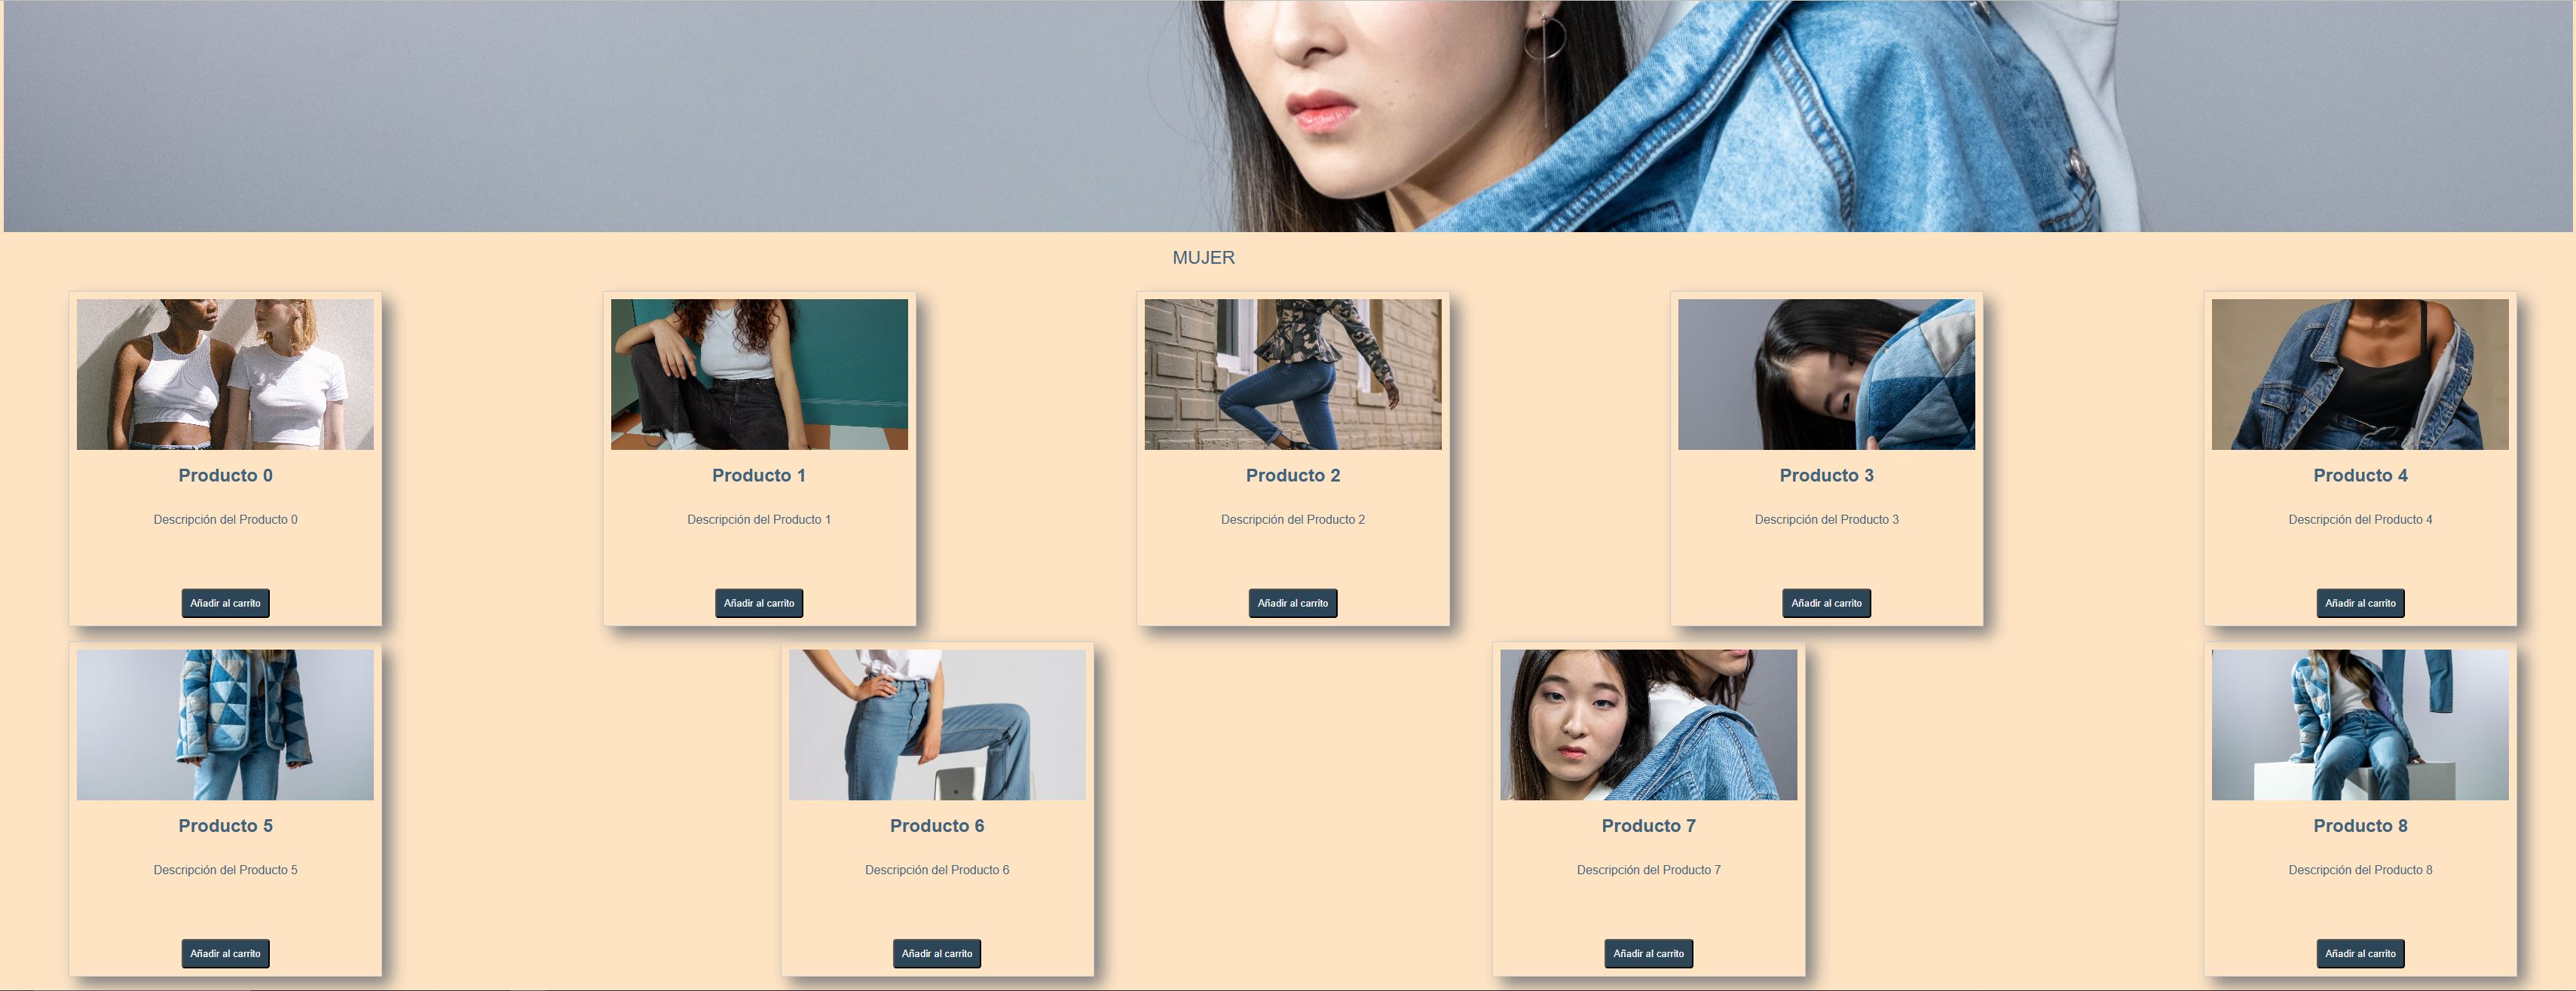 MUJER
Producto 0
Descripción del Producto 0
Añadir al carrito
Producto 1
Descripción del Producto 1
Añadir al carrito
Producto 2
Descripción del Producto 2
Añadir al carrito
Producto 3
Descripción del Producto 3
Añadir al carrito
Producto 4
Descripción del Producto 4
Añadir al carrito
Producto 5
Descripción del Producto 5
Añadir al carrito
Producto 6
Descripción del Producto 6
Añadir al carrito
Producto 7
Descripción del Producto 7
Añadir al carrito
Producto 8
Descripción del Producto 8
Añadir al carrito